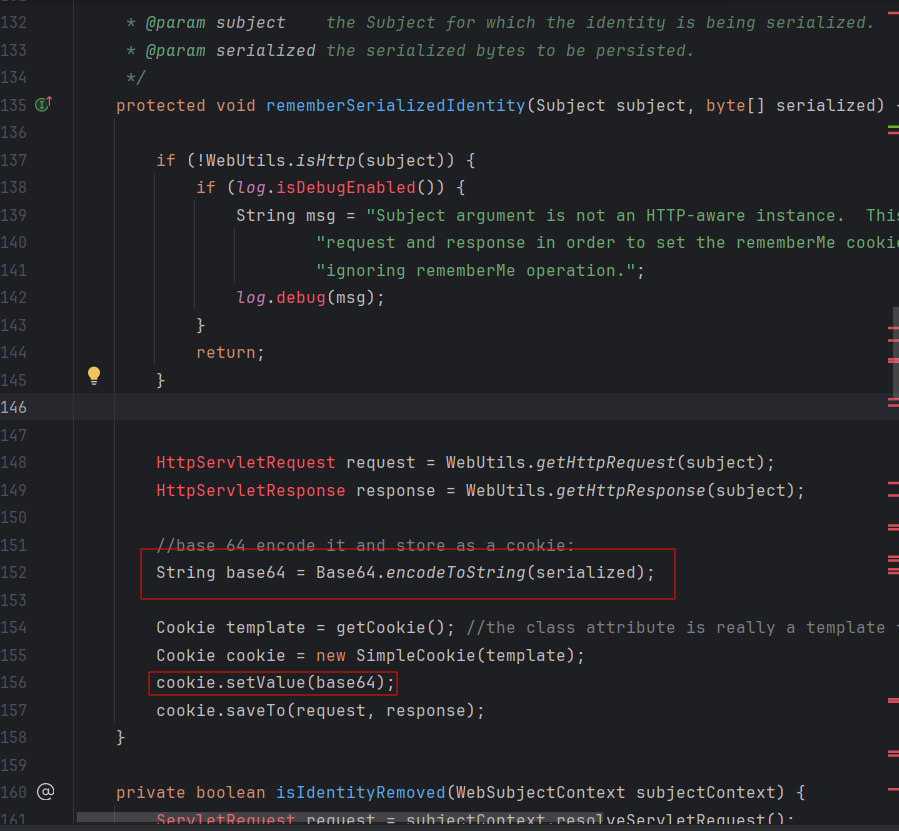 132 * @param subject    the Subject for which the identity is being serialized.
133 * @param serialized the serialized bytes to be persisted.
134 */
135 protected void rememberSerializedIdentity(Subject subject, byte[] serialized)
136
137 if (!WebUtils.isHttp(subject)) {
138 if (log.isDebugEnabled()) {
139 String msg = "Subject argument is not an HTTP-aware instance.  This
140 "request and response in order to set the rememberMe cookie
141 "ignoring rememberMe operation.";
142 log.debug(msg);
143 }
144 return;
145 }
146
147
148 HttpServletRequest request = WebUtils.getHttpRequest(subject);
149 HttpServletResponse response = WebUtils.getHttpResponse(subject);
150
151 //base 64 encode it and store as a cookie:
152 String base64 = Base64.encodeToString(serialized);
153
154 Cookie template = getCookie(); //the class attribute is really a template
155 Cookie cookie = new SimpleCookie(template);
156 cookie.setValue(base64);
157 cookie.saveTo(request, response);
158 }
159
160 private boolean isIdentityRemoved(WebSubjectContext subjectContext) {
161 ServletRequest request = subjectContext.resolveServletRequest();